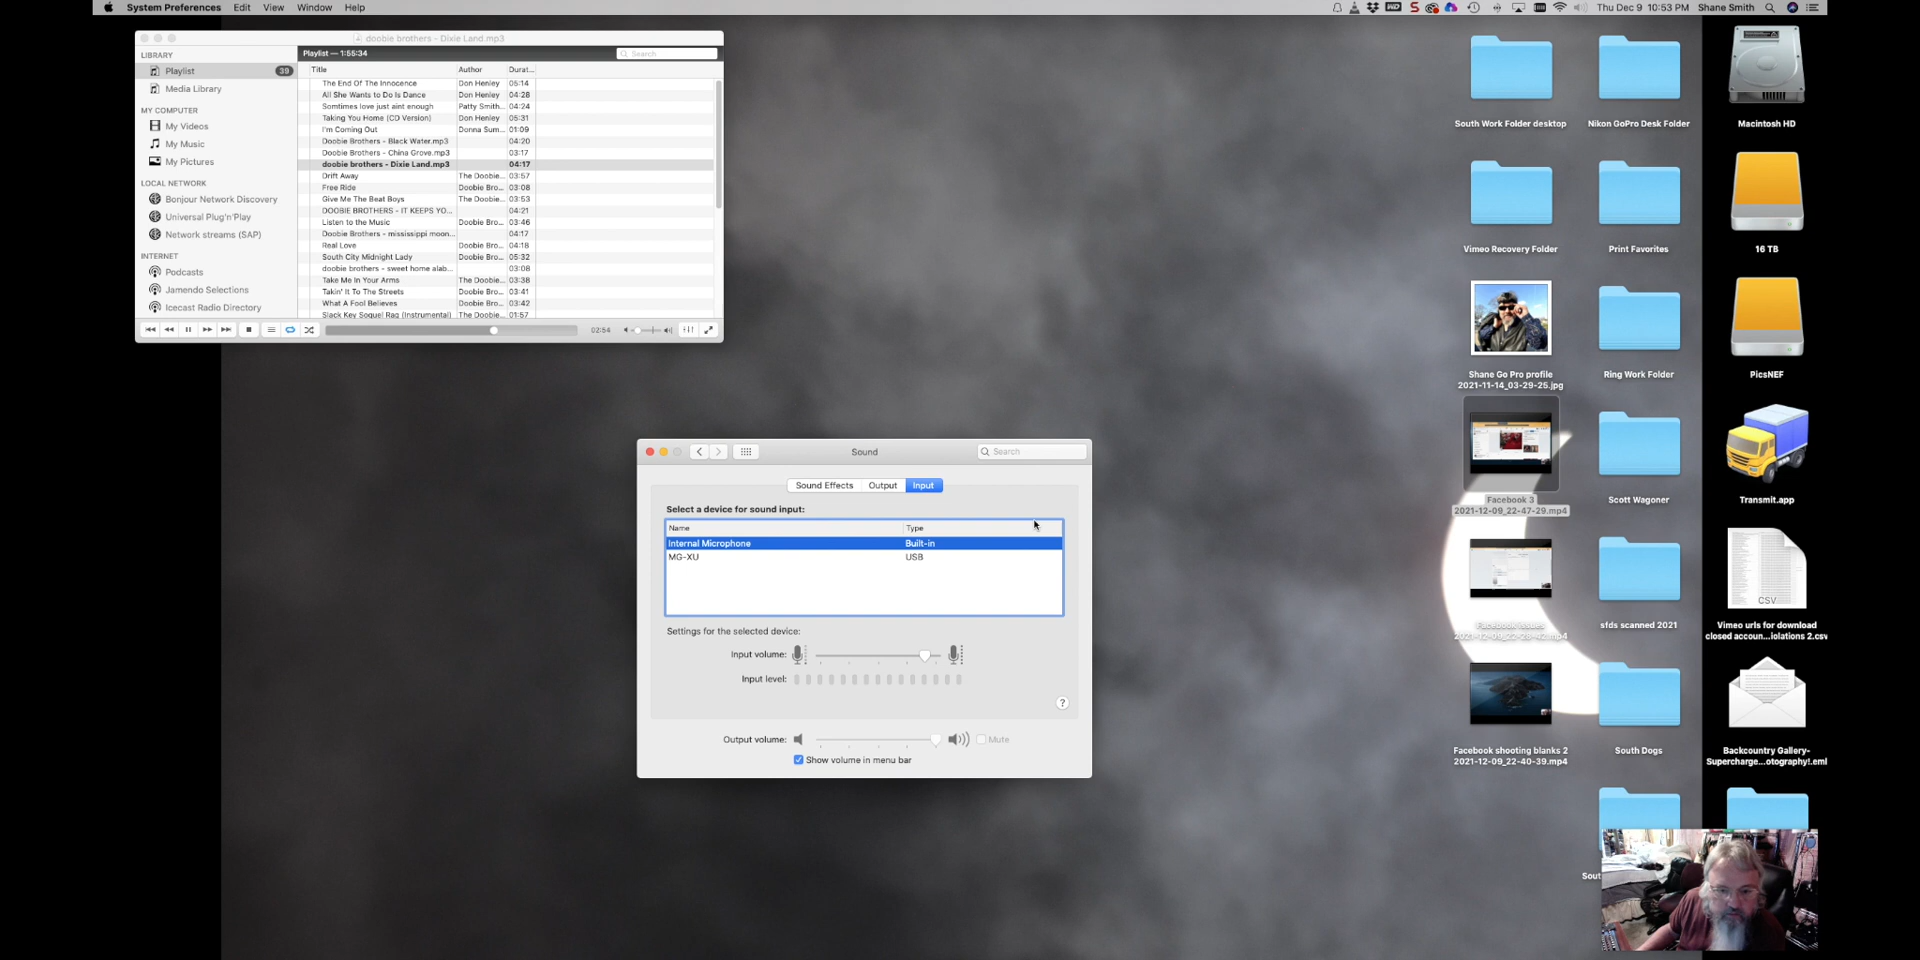 System Preferences Edit View Window Help
Thu Dec 9 10:53 PM Shane Smith
doobie brothers - Dixie Land.mp3
LIBRARY
Playlist 39
Media Library
MY COMPUTER
My Videos
My Music
My Pictures
LOCAL NETWORK
Bonjour Network Discovery
Universal Plug'n'Play
Network streams (SAP)
INTERNET
Podcasts
Jamendo Selections
Icecast Radio Directory
Playlist — 1:55:34 Search
Title Author Durat...
The End Of The Innocence Don Henley 05:14
All She Wants to Do Is Dance Don Henley 04:28
Somtimes love just aint enough Patty Smith... 04:24
Taking You Home (CD Version) Don Henley 05:31
I'm Coming Out Donna Sum... 01:09
Doobie Brothers - Black Water.mp3 04:20
Doobie Brothers - China Grove.mp3 03:17
doobie brothers - Dixie Land.mp3 04:17
Drift Away The Doobie... 03:57
Free Ride Doobie Bro... 03:08
Give Me The Beat Boys The Doobie... 03:53
DOOBIE BROTHERS - IT KEEPS YO... 04:21
Listen to the Music Doobie Bro... 03:46
Doobie Brothers - mississippi moon... 04:17
Real Love Doobie Bro... 04:18
South City Midnight Lady Doobie Bro... 05:32
doobie brothers - sweet home alab... 03:08
Take Me In Your Arms The Doobie... 03:38
Takin' It To The Streets Doobie Bro... 03:41
What A Fool Believes Doobie Bro... 03:42
Slack Key Soquel Rag (Instrumental) The Doobie... 01:57
02:54
Sound
Search
Sound Effects Output Input
Select a device for sound input:
Name Type
Internal Microphone Built-in
MG-XU USB
Settings for the selected device:
Input volume:
Input level:
?
Output volume: Mute
Show volume in menu bar
South Work Folder desktop
Nikon GoPro Desk Folder
Macintosh HD
Vimeo Recovery Folder
Print Favorites
16 TB
Shane Go Pro profile
2021-11-14_03-29-25.jpg
Ring Work Folder
PicsNEF
Facebook 3
2021-12-09_22-47-29.mp4
Scott Wagoner
Transmit.app
CSV
Facebook issues
2021-12-09_22-28-42.mp4
sfds scanned 2021
Vimeo urls for download
closed accoun...iolations 2.csv
Facebook shooting blanks 2
2021-12-09_22-40-39.mp4
South Dogs
Backcountry Gallery-
Supercharge...otography!.eml
Sout